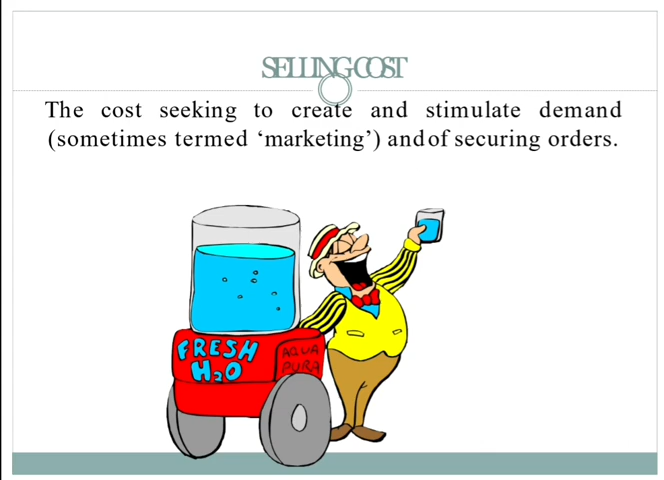 SELLING COST
The cost seeking to create and stimulate demand
(sometimes termed ‘marketing’) and of securing orders.
FRESH
H₂O
AQUA
PURA